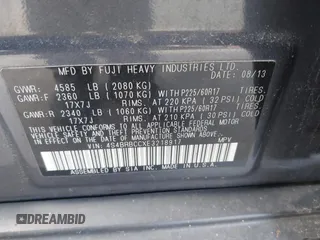 MFD BY FUJI HEAVY INDUSTRIES LTD.
DATE 08/13
GVWR: 4585 LB (2080 KG)
GAWR:F 2360 LB (1070 KG) WITH P225/60R17 TIRES,
17X7J RIMS, AT 220 KPA (32 PSI) COLD
GAWR:R 2340 LB (1060 KG) WITH P225/60R17 TIRES,
17X7J RIMS, AT 210 KPA (30 PSI) COLD
THIS VEHICLE CONFORMS TO ALL APPLICABLE U.S. FEDERAL MOTOR
VEHICLE SAFETY AND THEFT PREVENTION STANDARDS IN EFFECT
ON THE DATE OF MANUFACTURE SHOWN ABOVE.
VIN: 4S4BRBCCXE2218917 MPV
ASSEMBLED BY SIA INC. MADE IN U.S.A.
AutoBidMaster